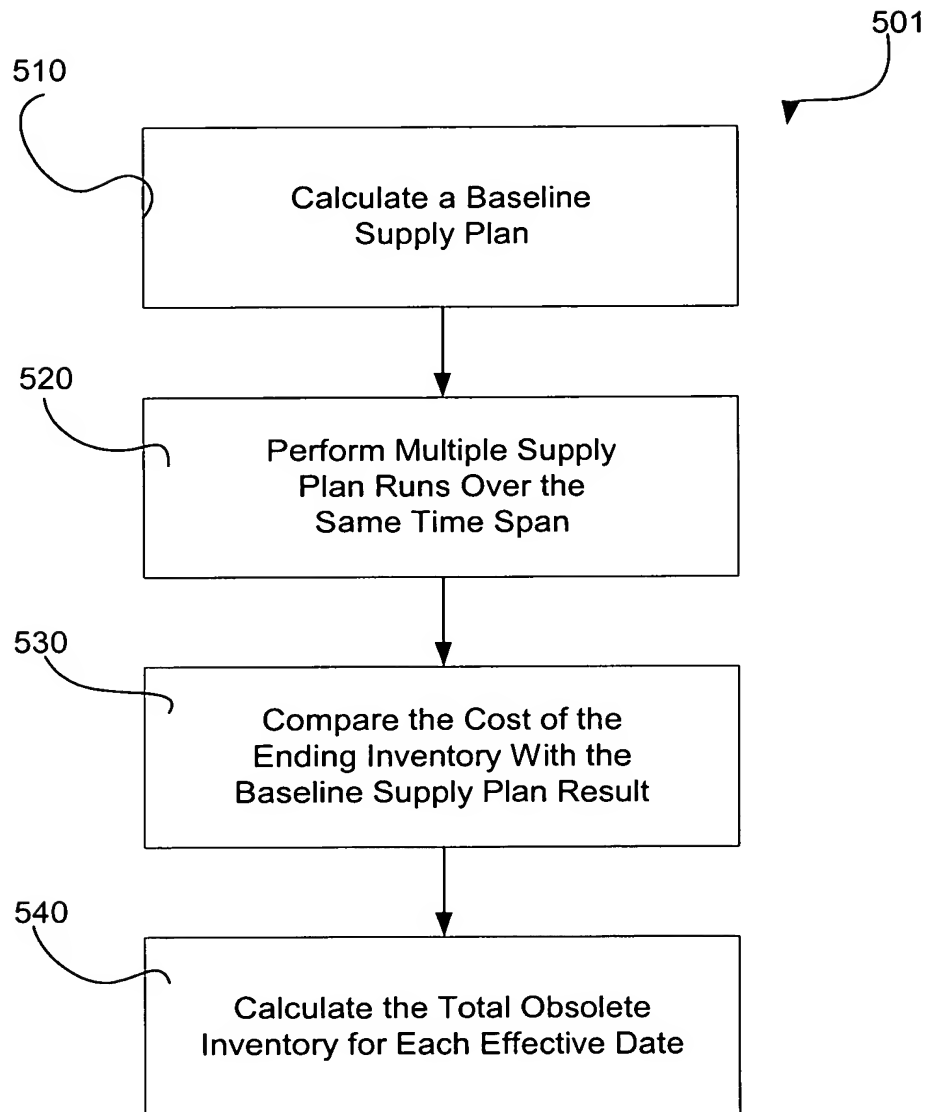 501
510
Calculate a Baseline
Supply Plan
520
Perform Multiple Supply
Plan Runs Over the
Same Time Span
530
Compare the Cost of the
Ending Inventory With the
Baseline Supply Plan Result
540
Calculate the Total Obsolete
Inventory for Each Effective Date